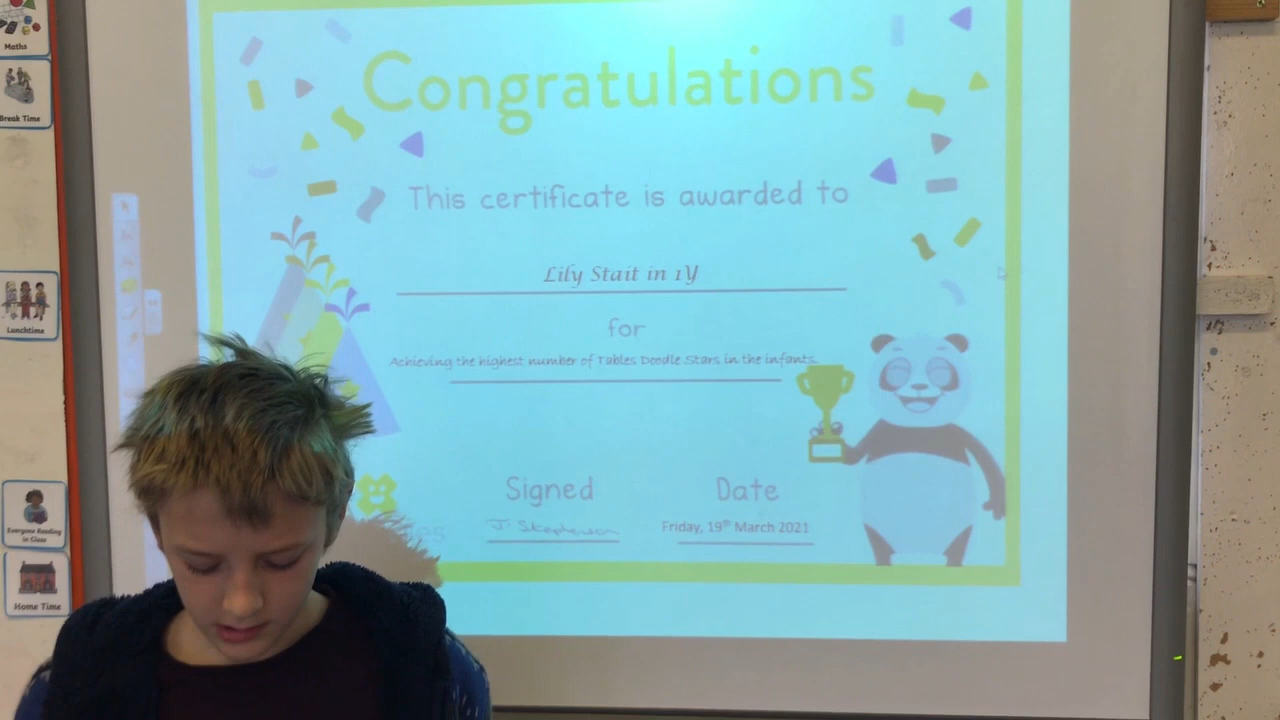 Maths
Break Time
Lunchtime
Everyone Reading
in Class
Home Time
Congratulations
This certificate is awarded to
Lily Stait in 1Y
for
Achieving the highest number of Tables Doodle Stars in the infants.
Signed
Date
J. Stephenson
Friday, 19th March 2021